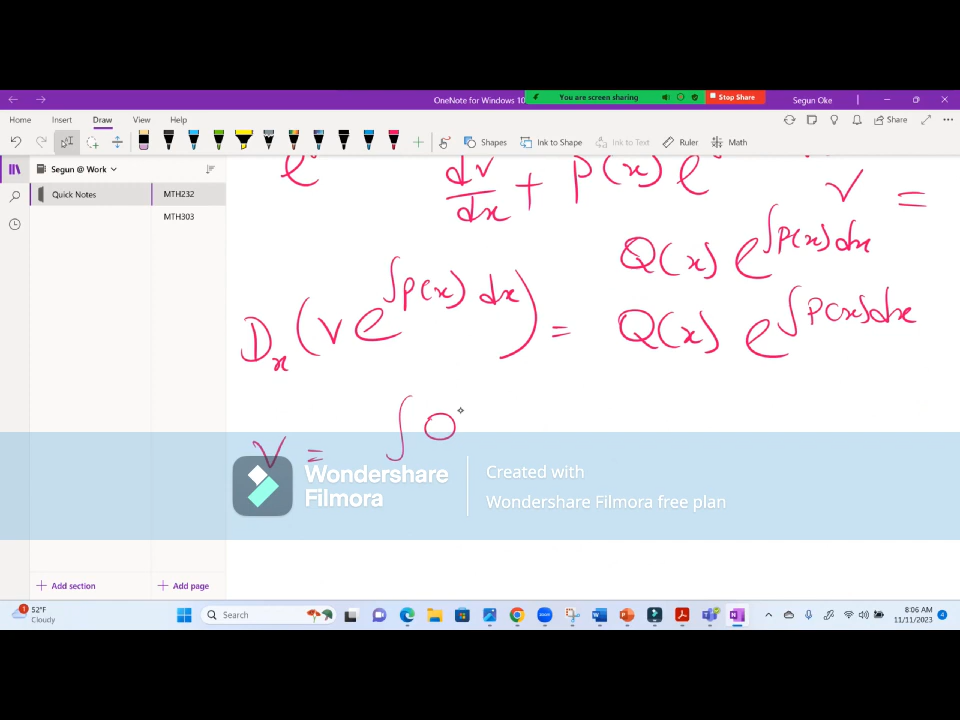 OneNote for Windows 10
You are screen sharing
Stop Share
Segun Oke
Home Insert Draw View Help
Share
Shapes Ink to Shape Ink to Text Ruler Math
Segun @ Work
Quick Notes
MTH232
MTH303
dv/dx + P(x) e v =
Q(x) e^∫P(x)dx
D_x (v e^∫P(x) dx) = Q(x) e^∫P(x)dx
v = ∫
Wondershare
Filmora
Created with
Wondershare Filmora free plan
Add section
Add page
1
52°F
Cloudy
Search
8:06 AM
11/11/2023
4